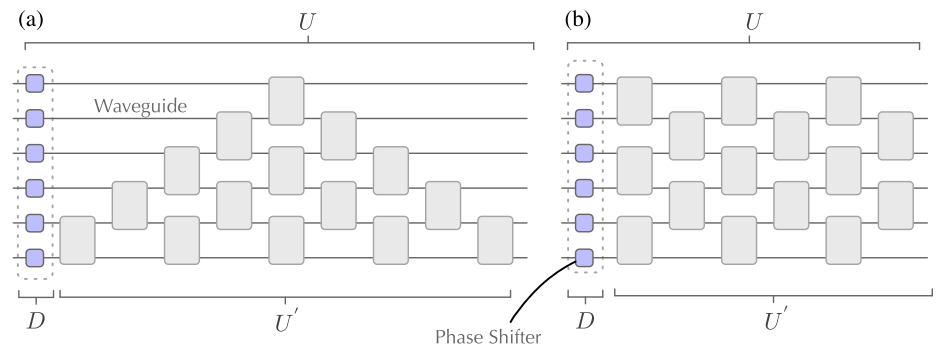 (a)
U
(b)
U
Waveguide
D
U′
D
U′
Phase Shifter